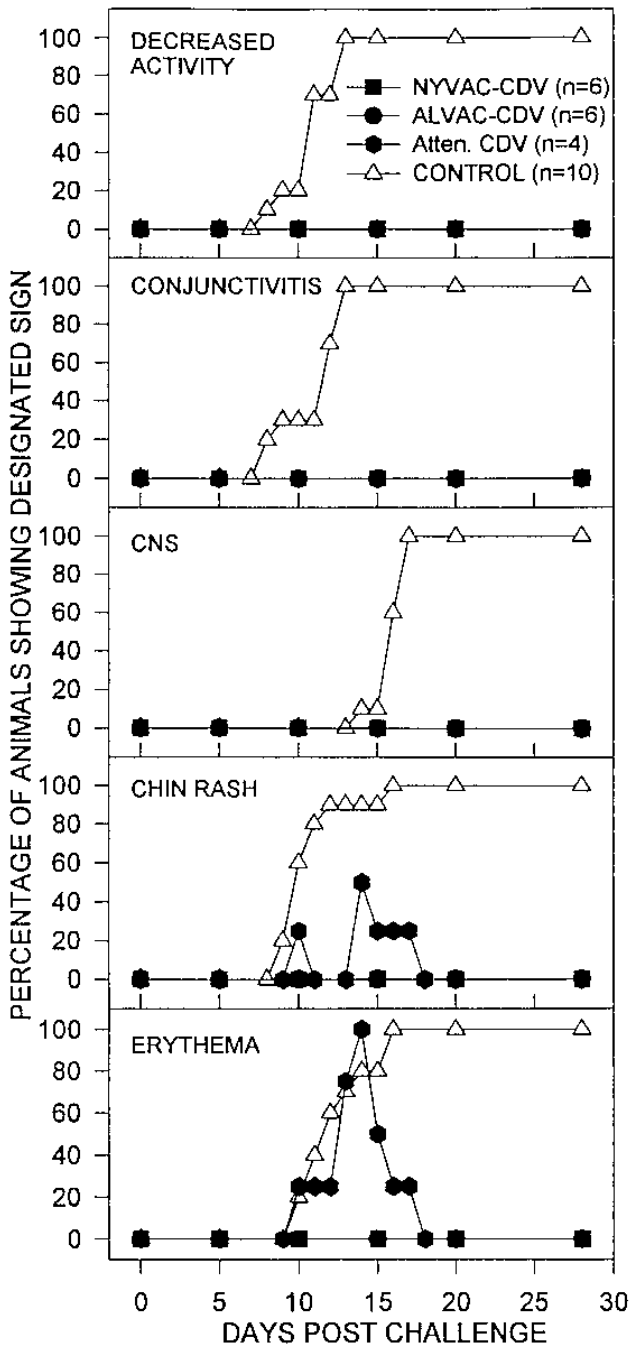 PERCENTAGE OF ANIMALS SHOWING DESIGNATED SIGN
DECREASED
ACTIVITY
NYVAC-CDV (n=6)
ALVAC-CDV (n=6)
Atten. CDV (n=4)
CONTROL (n=10)
100
80
60
40
20
0
CONJUNCTIVITIS
100
80
60
40
20
0
CNS
100
80
60
40
20
0
CHIN RASH
100
80
60
40
20
0
ERYTHEMA
100
80
60
40
20
0
0 5 10 15 20 25 30
DAYS POST CHALLENGE